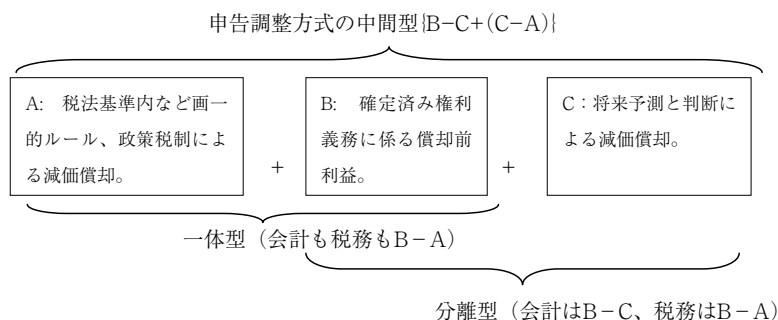 申告調整方式の中間型{B−C+(C−A)}
A: 税法基準内など画一
的ルール、政策税制によ
る減価償却。
+
B: 確定済み権利
義務に係る償却前
利益。
+
C：将来予測と判断に
よる減価償却。
一体型（会計も税務もB−A）
分離型（会計はB−C、税務はB−A）